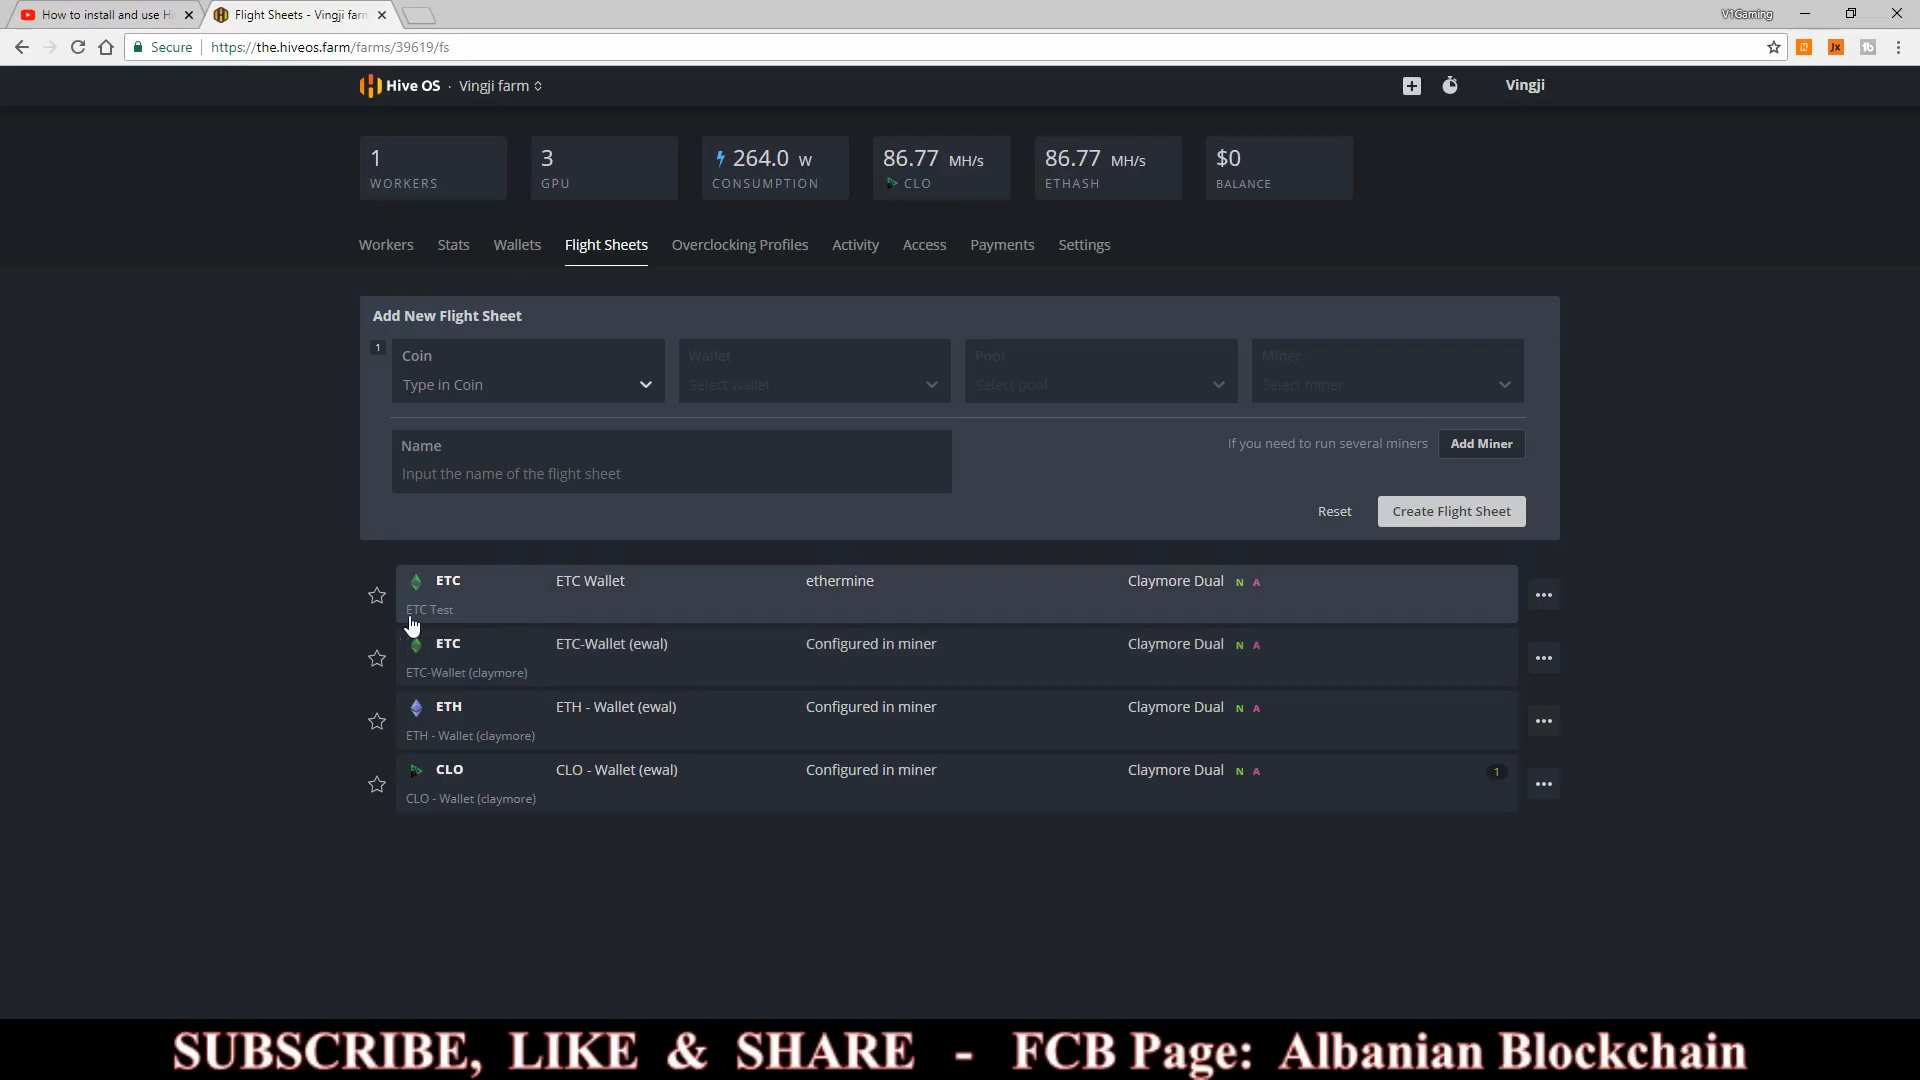 How to install and use Hi
Flight Sheets - Vingji farm
V1Gaming
Secure
https://the.hiveos.farm/farms/39619/fs
Jx
tb
Hive OS · Vingji farm
Vingji
1
WORKERS
3
GPU
264.0 W
CONSUMPTION
86.77 MH/s
CLO
86.77 MH/s
ETHASH
$0
BALANCE
Workers Stats Wallets Flight Sheets Overclocking Profiles Activity Access Payments Settings
Add New Flight Sheet
1
Coin
Type in Coin
Wallet
Select wallet
Pool
Select pool
Miner
Select miner
Name
Input the name of the flight sheet
If you need to run several miners Add Miner
Reset Create Flight Sheet
ETC ETC Wallet ethermine Claymore Dual N A
ETC Test
ETC ETC-Wallet (ewal) Configured in miner Claymore Dual N A
ETC-Wallet (claymore)
ETH ETH - Wallet (ewal) Configured in miner Claymore Dual N A
ETH - Wallet (claymore)
CLO CLO - Wallet (ewal) Configured in miner Claymore Dual N A 1
CLO - Wallet (claymore)
SUBSCRIBE, LIKE & SHARE - FCB Page: Albanian Blockchain